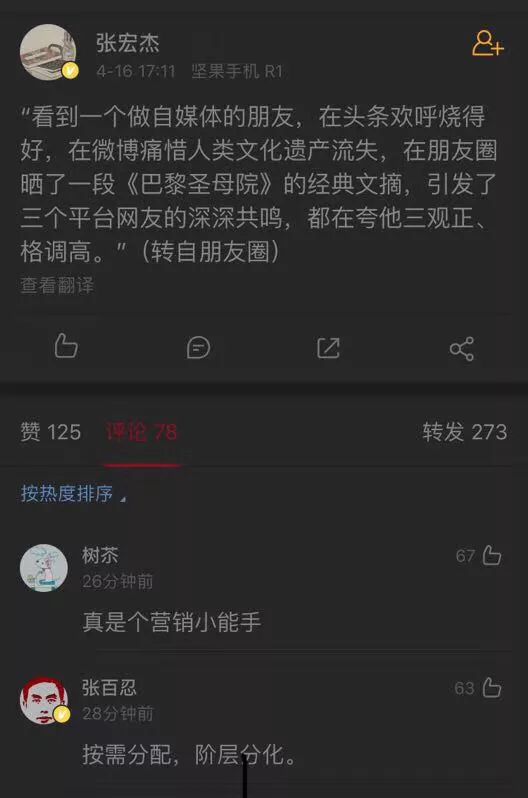 张宏杰
4-16 17:11 坚果手机 R1
“看到一个做自媒体的朋友，在头条欢呼烧得
好，在微博痛惜人类文化遗产流失，在朋友圈
晒了一段《巴黎圣母院》的经典文摘，引发了
三个平台网友的深深共鸣，都在夸他三观正、
格调高。”（转自朋友圈）
查看翻译
赞 125 评论 78 转发 273
按热度排序
树苶 67
26分钟前
真是个营销小能手
张百忍 63
28分钟前
按需分配，阶层分化。